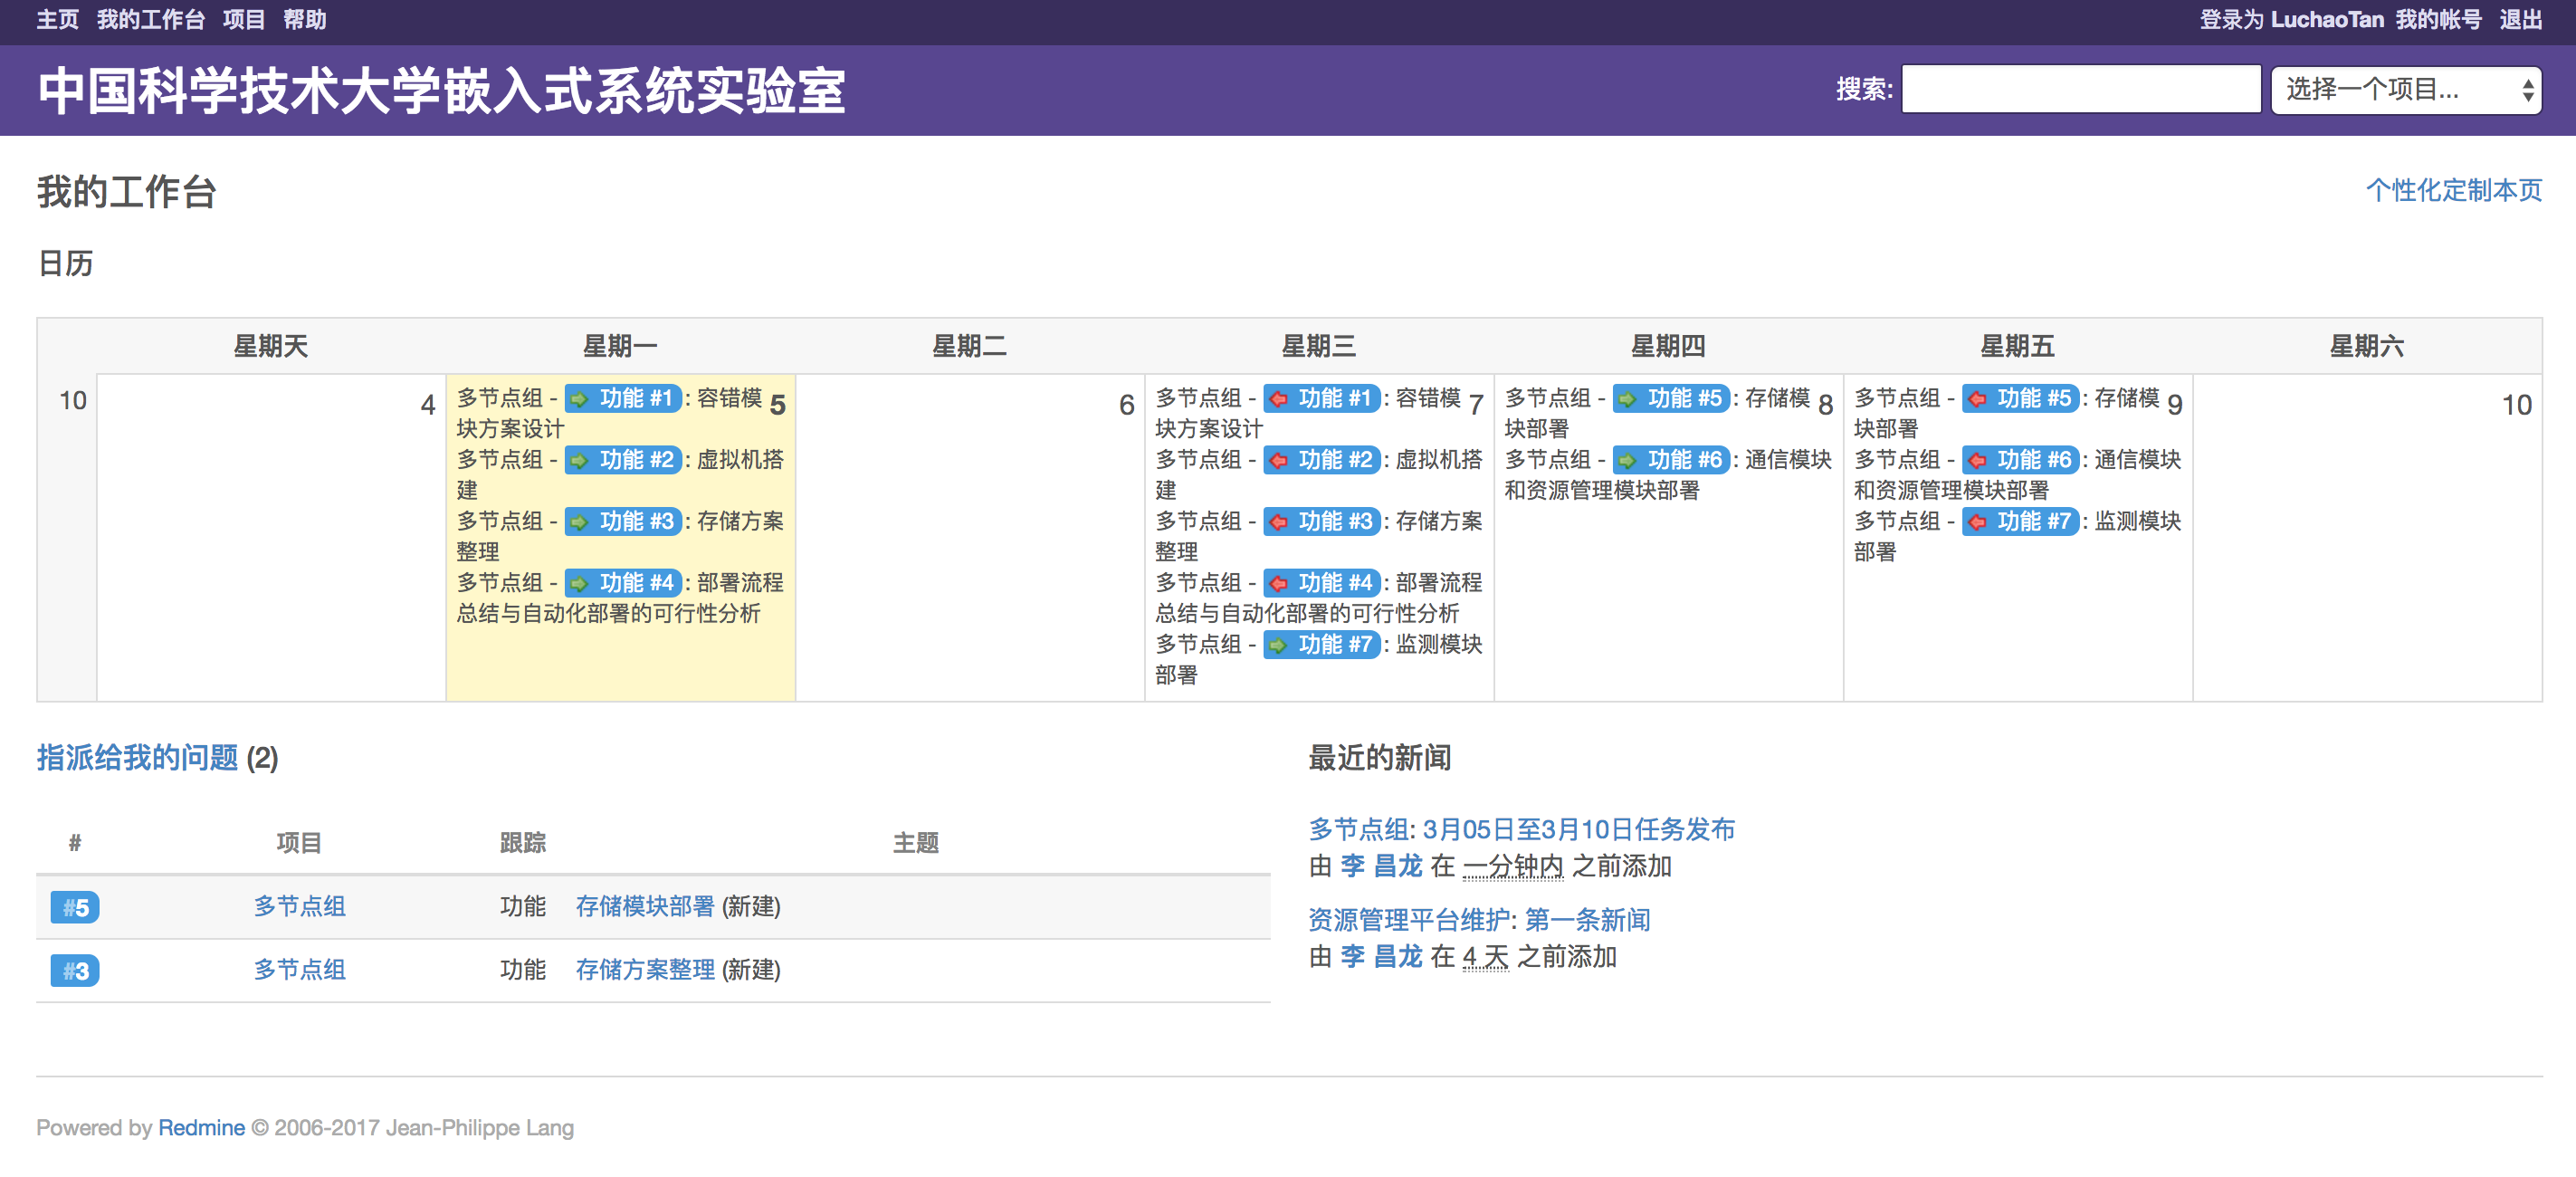 主页 我的工作台 项目 帮助
登录为 LuchaoTan 我的帐号 退出
中国科学技术大学嵌入式系统实验室
搜索: 选择一个项目...
我的工作台
个性化定制本页
日历
星期天 星期一 星期二 星期三 星期四 星期五 星期六
10
4
多节点组 - 功能 #1 : 容错模 5
块方案设计
多节点组 - 功能 #2 : 虚拟机搭
建
多节点组 - 功能 #3 : 存储方案
整理
多节点组 - 功能 #4 : 部署流程
总结与自动化部署的可行性分析
6
多节点组 - 功能 #1 : 容错模 7
块方案设计
多节点组 - 功能 #2 : 虚拟机搭
建
多节点组 - 功能 #3 : 存储方案
整理
多节点组 - 功能 #4 : 部署流程
总结与自动化部署的可行性分析
多节点组 - 功能 #7 : 监测模块
部署
多节点组 - 功能 #5 : 存储模 8
块部署
多节点组 - 功能 #6 : 通信模块
和资源管理模块部署
多节点组 - 功能 #5 : 存储模 9
块部署
多节点组 - 功能 #6 : 通信模块
和资源管理模块部署
多节点组 - 功能 #7 : 监测模块
部署
10
指派给我的问题 (2)
# 项目 跟踪 主题
#5 多节点组 功能 存储模块部署 (新建)
#3 多节点组 功能 存储方案整理 (新建)
最近的新闻
多节点组: 3月05日至3月10日任务发布
由 李 昌龙 在 一分钟内 之前添加
资源管理平台维护: 第一条新闻
由 李 昌龙 在 4 天 之前添加
Powered by Redmine © 2006-2017 Jean-Philippe Lang